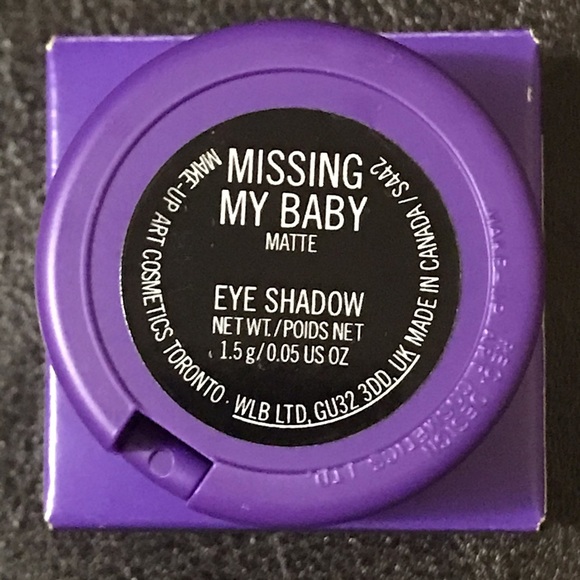 MISSING
MY BABY
MATTE
EYE SHADOW
NET WT./POIDS NET
1.5 g/0.05 US OZ
MAKE-UP ART COSMETICS TORONTO · WLB LTD, GU32 3DD, UK MADE IN CANADA / S442